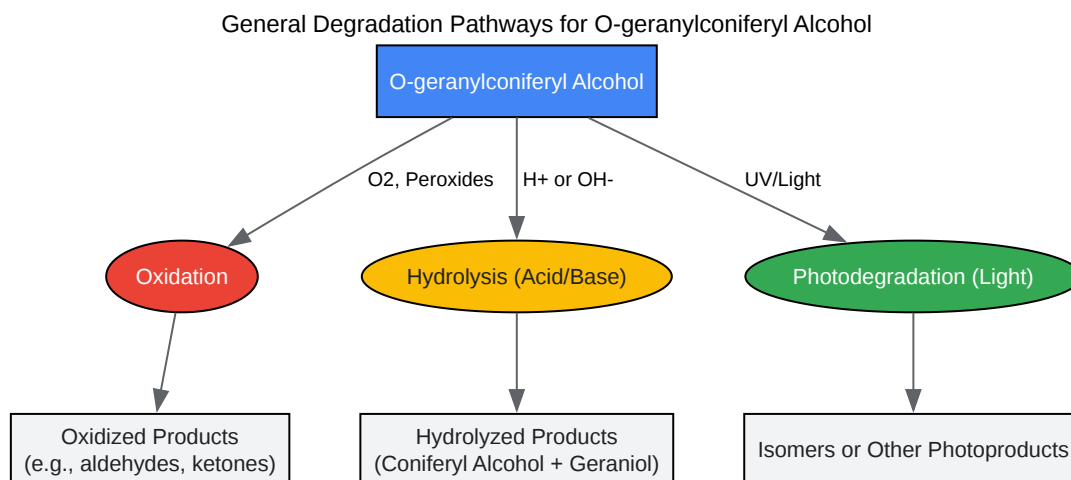 General Degradation Pathways for O-geranylconiferyl Alcohol
O-geranylconiferyl Alcohol
O2, Peroxides
H+ or OH-
UV/Light
Oxidation
Hydrolysis (Acid/Base)
Photodegradation (Light)
Oxidized Products
(e.g., aldehydes, ketones)
Hydrolyzed Products
(Coniferyl Alcohol + Geraniol)
Isomers or Other Photoproducts